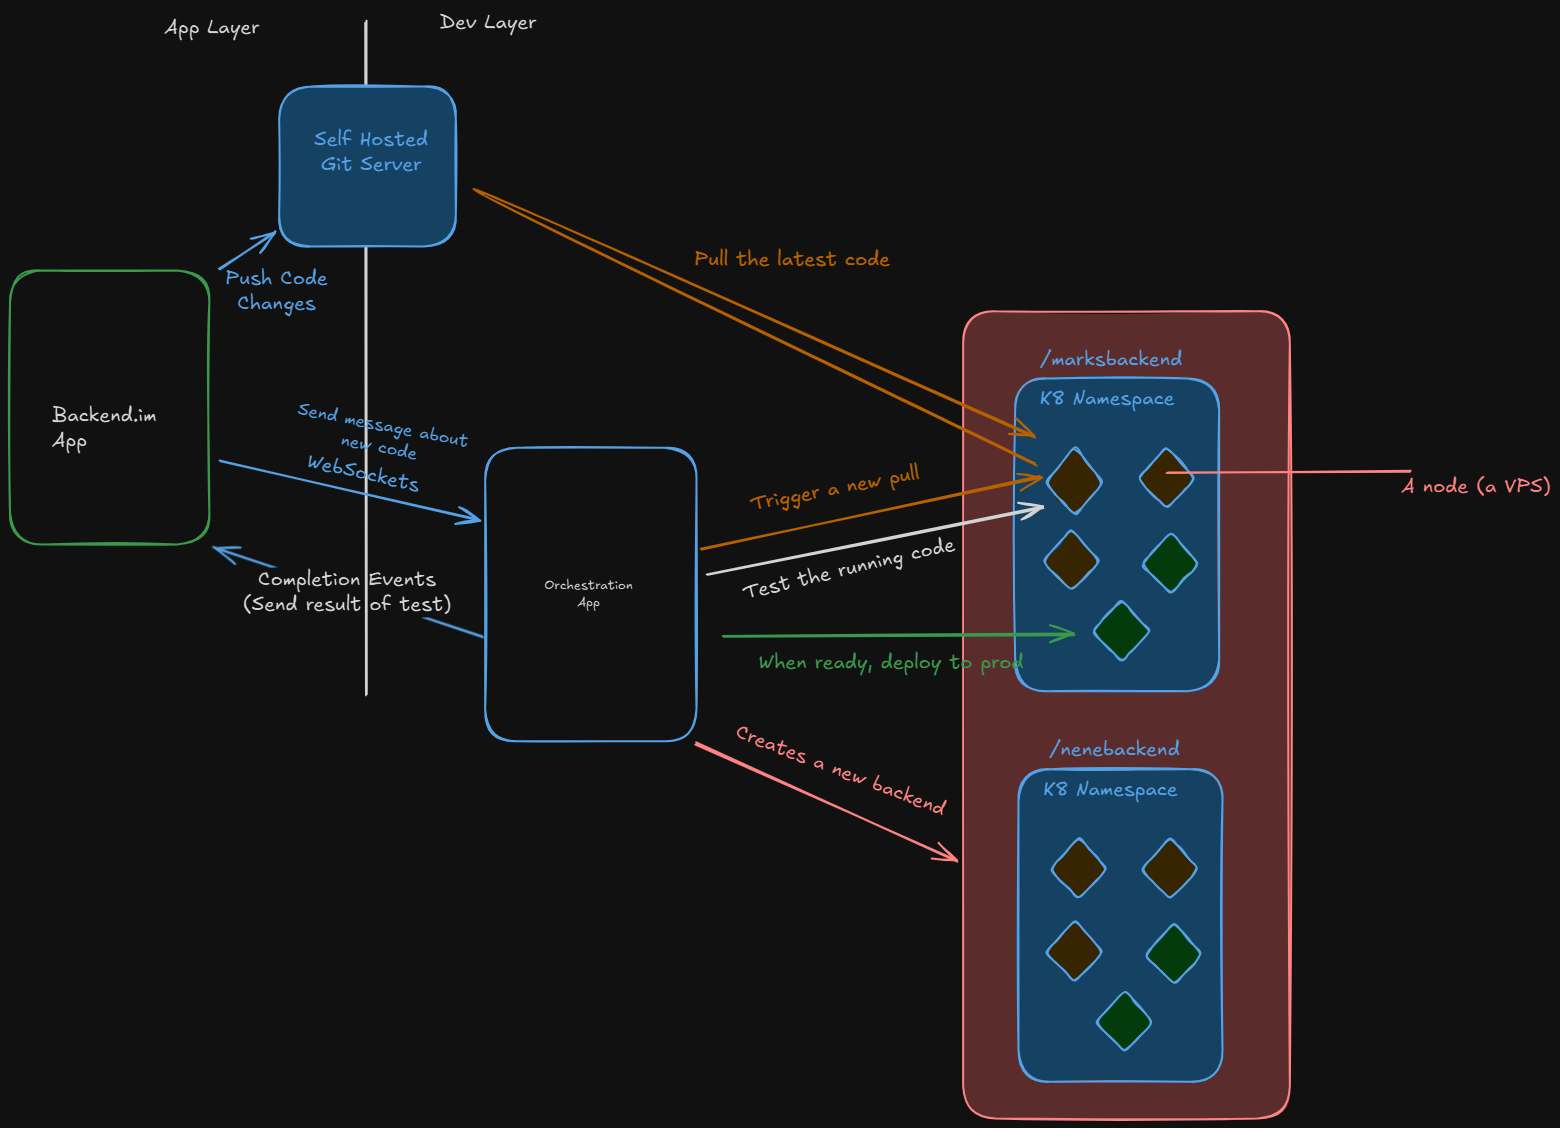 App Layer
Dev Layer
Self Hosted
Git Server
Push Code
Changes
Pull the latest code
Backend.im
App
Send message about
new code
WebSockets
Completion Events
(Send result of test)
Orchestration
App
Trigger a new pull
Test the running code
When ready, deploy to prod
Creates a new backend
/marksbackend
K8 Namespace
A node (a VPS)
/nenebackend
K8 Namespace